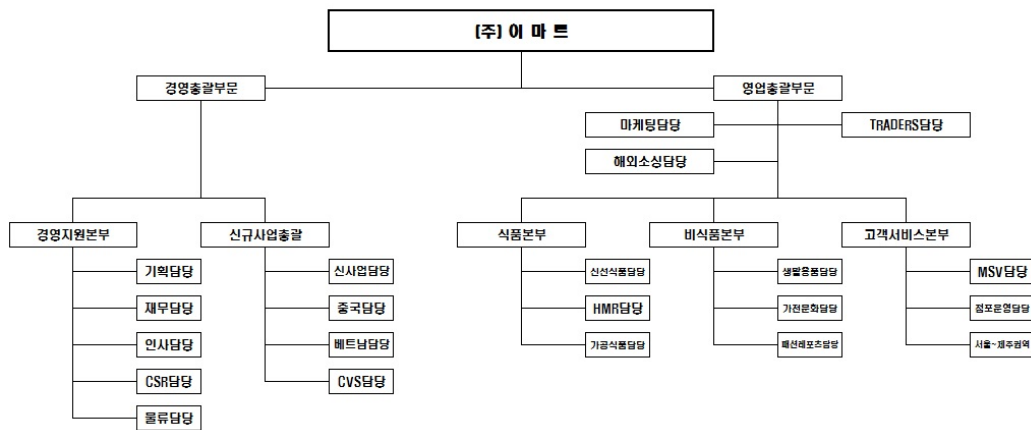 (주) 이 마 트
경영총괄부문
영업총괄부문
마케팅담당
TRADERS담당
해외소싱담당
경영지원본부
신규사업총괄
식품본부
비식품본부
고객서비스본부
기획담당
신사업담당
신선식품담당
생활용품담당
MSV담당
재무담당
중국담당
HMR담당
가전문화담당
점포운영담당
인사담당
베트남담당
가공식품담당
패션레포츠담당
서울~제주권역
CSR담당
CVS담당
물류담당